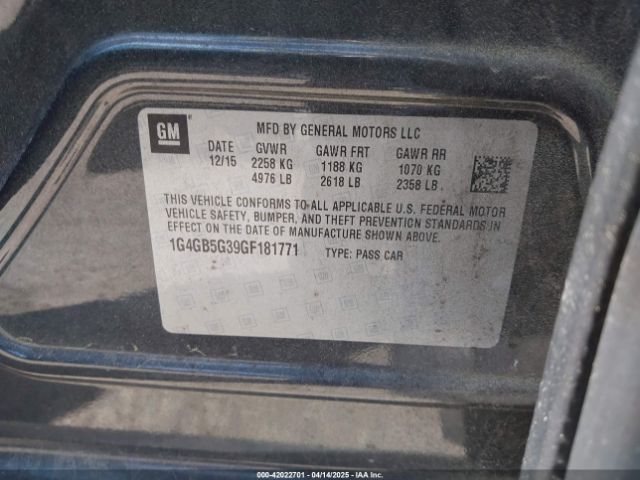 GM
MFD BY GENERAL MOTORS LLC
DATE GVWR GAWR FRT GAWR RR
12/15 2258 KG 1188 KG 1070 KG
4976 LB 2618 LB 2358 LB
THIS VEHICLE CONFORMS TO ALL APPLICABLE U.S. FEDERAL MOTOR
VEHICLE SAFETY, BUMPER, AND THEFT PREVENTION STANDARDS IN
EFFECT ON THE DATE OF MANUFACTURE SHOWN ABOVE.
1G4GB5G39GF181771 TYPE: PASS CAR
000-42022701 - 04/14/2025 - IAA Inc.